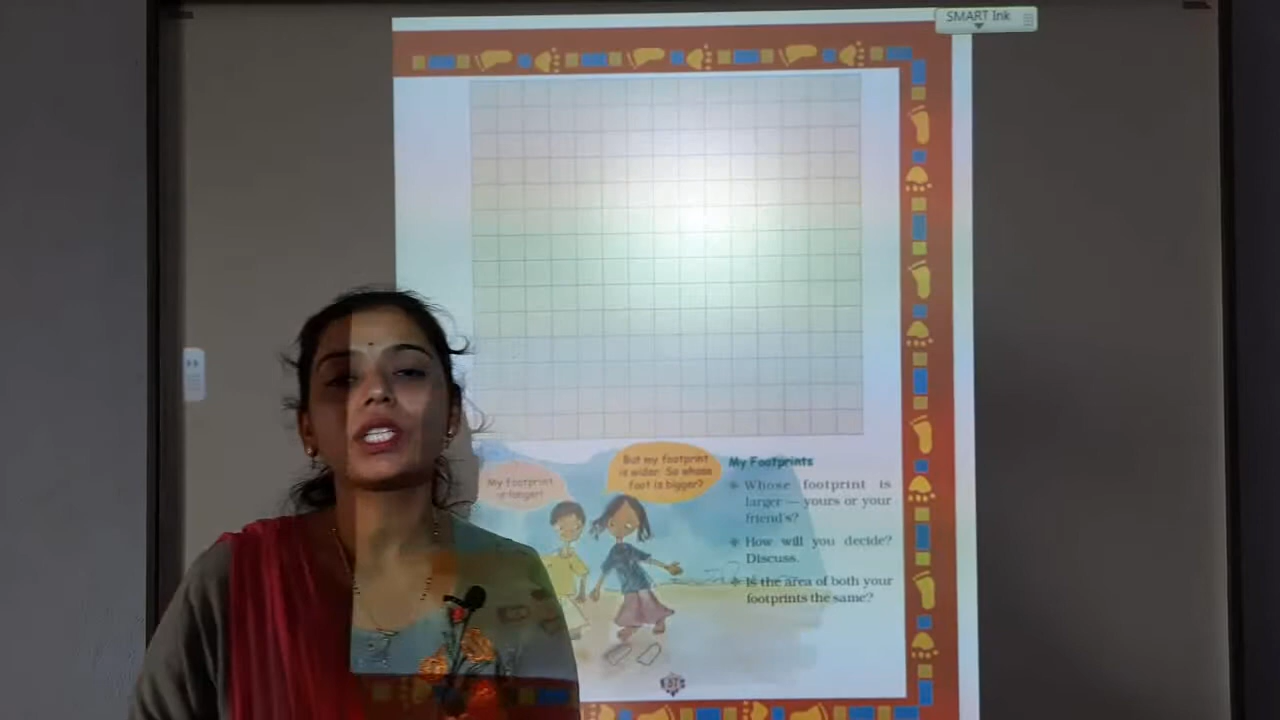 SMART Ink
My footprint
is longer!
But my footprint
is wider. So whose
foot is bigger?
My Footprints
Whose footprint is
larger — yours or your
friend's?
How will you decide?
Discuss.
Is the area of both your
footprints the same?